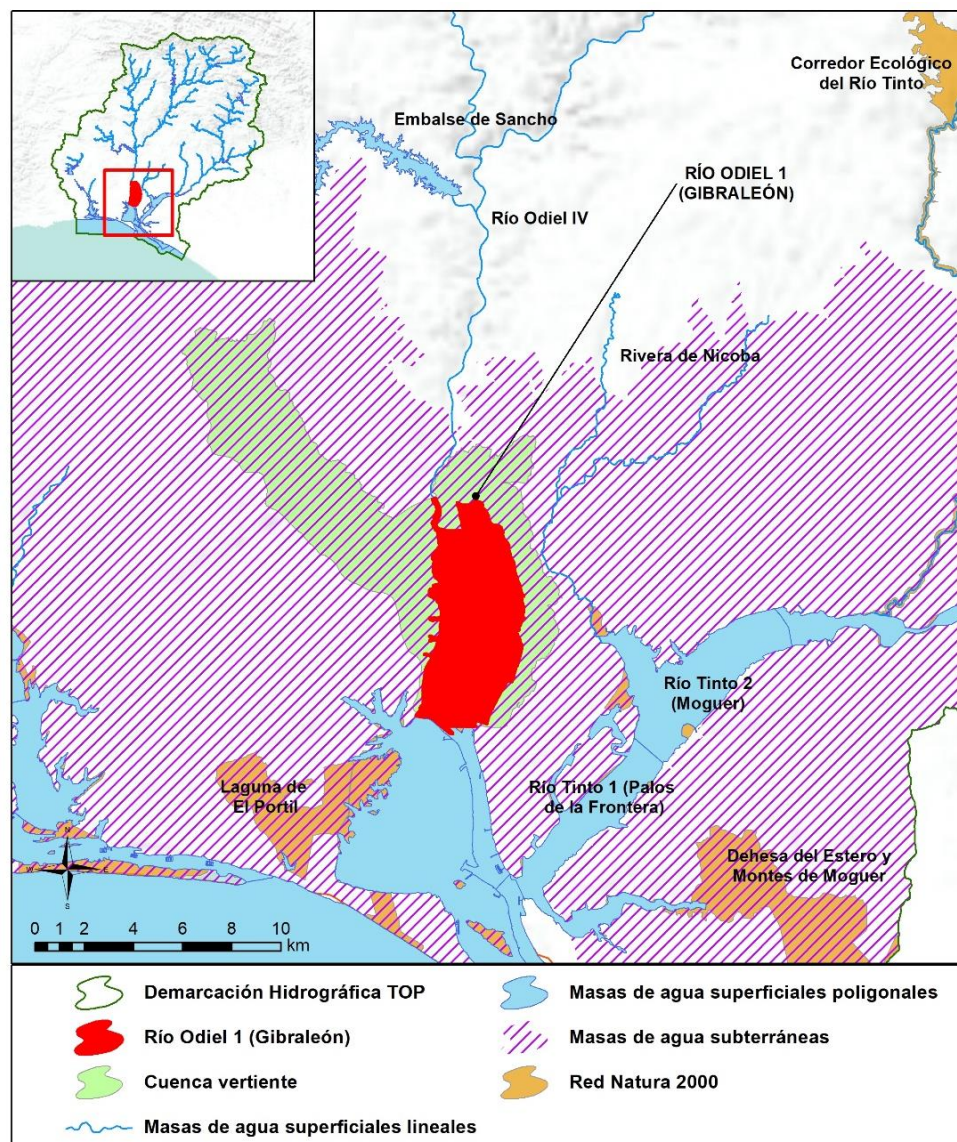 Corredor Ecológico
del Río Tinto
Embalse de Sancho
RÍO ODIEL 1
(GIBRALEÓN)
Río Odiel IV
Rivera de Nicoba
Río Tinto 2
(Moguer)
Laguna de
El Portil
Río Tinto 1 (Palos
de la Frontera)
Dehesa del Estero y
Montes de Moguer
N
W E
S
0 1 2 4 6 8 10
km
Demarcación Hidrográfica TOP
Masas de agua superficiales poligonales
Río Odiel 1 (Gibraleón)
Masas de agua subterráneas
Cuenca vertiente
Red Natura 2000
Masas de agua superficiales lineales